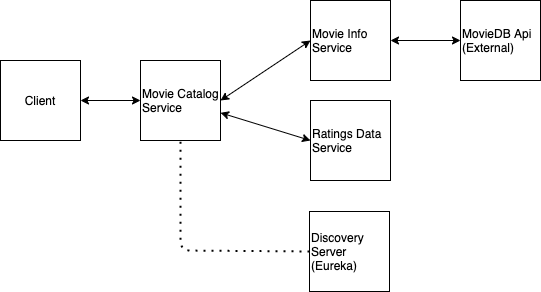 Client
Movie Catalog
Service
Movie Info
Service
MovieDB Api
(External)
Ratings Data
Service
Discovery
Server
(Eureka)